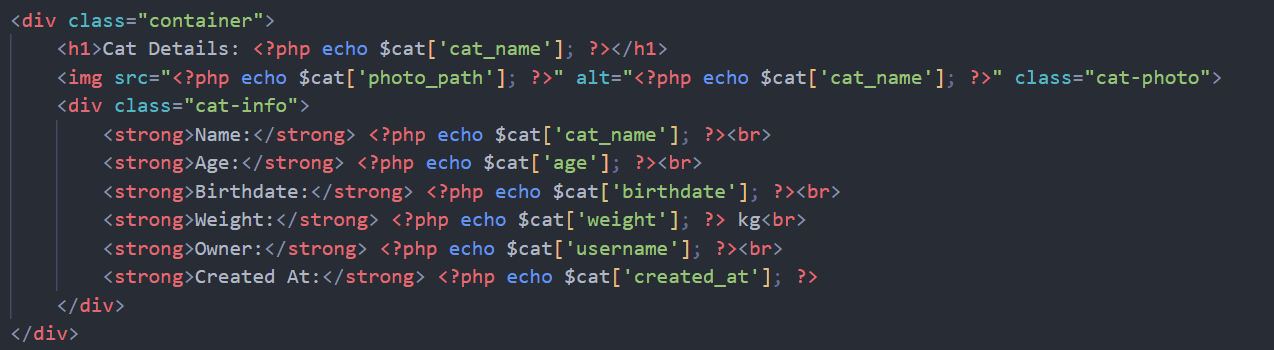 <div class="container">
    <h1>Cat Details: <?php echo $cat['cat_name']; ?></h1>
    <img src="<?php echo $cat['photo_path']; ?>" alt="<?php echo $cat['cat_name']; ?>" class="cat-photo">
    <div class="cat-info">
        <strong>Name:</strong> <?php echo $cat['cat_name']; ?><br>
        <strong>Age:</strong> <?php echo $cat['age']; ?><br>
        <strong>Birthdate:</strong> <?php echo $cat['birthdate']; ?><br>
        <strong>Weight:</strong> <?php echo $cat['weight']; ?> kg<br>
        <strong>Owner:</strong> <?php echo $cat['username']; ?><br>
        <strong>Created At:</strong> <?php echo $cat['created_at']; ?>
    </div>
</div>